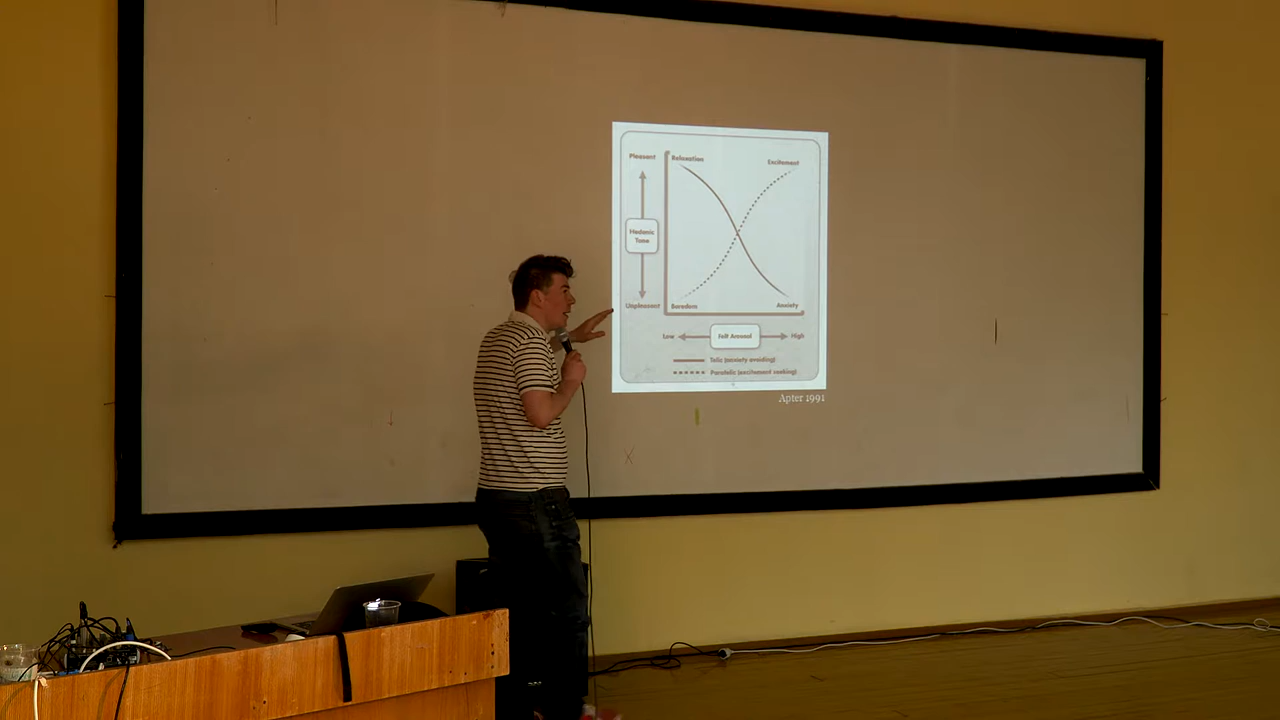 Pleasant
Relaxation
Excitement
Hedonic
Tone
Unpleasant
Boredom
Anxiety
Low
Felt Arousal
High
Telic (anxiety avoiding)
Paratelic (excitement seeking)
Apter 1991